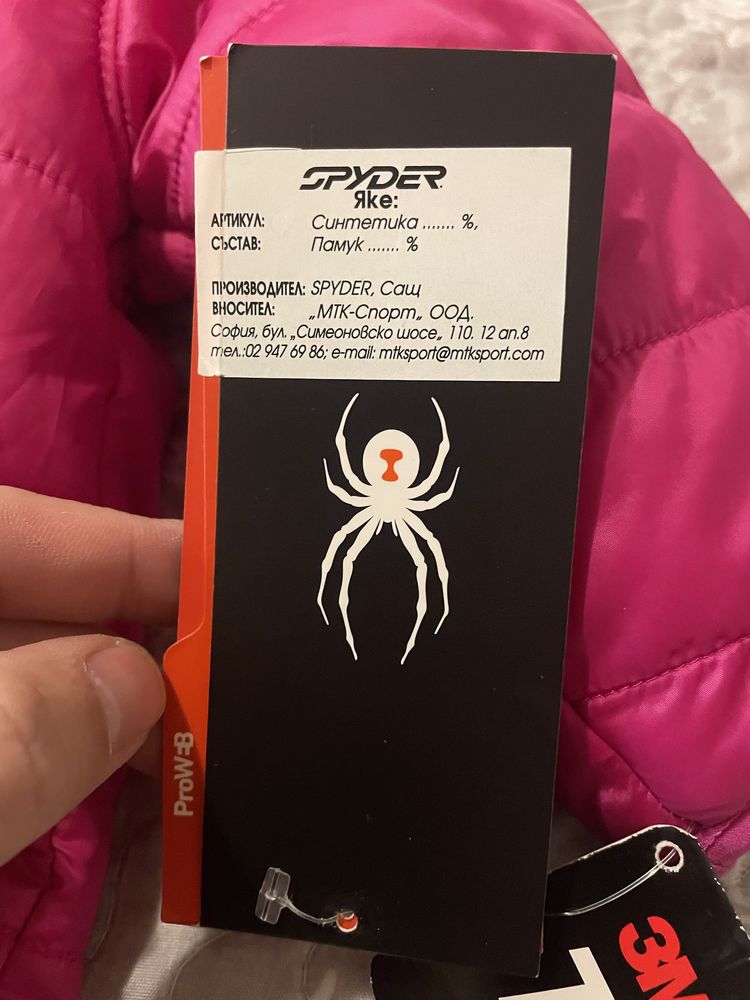 SPYDER
Яке:
АРТИКУЛ: Синтетика ....... %,
СЪСТАВ: Памук ....... %
ПРОИЗВОДИТЕЛ: SPYDER, Сащ
ВНОСИТЕЛ: „МТК-Спорт„ ООД.
София, бул. „Симеоновско шосе„ 110. 12 ап.8
тел.:02 947 69 86; e-mail: mtksport@mtksport.com
ProWEB
3M